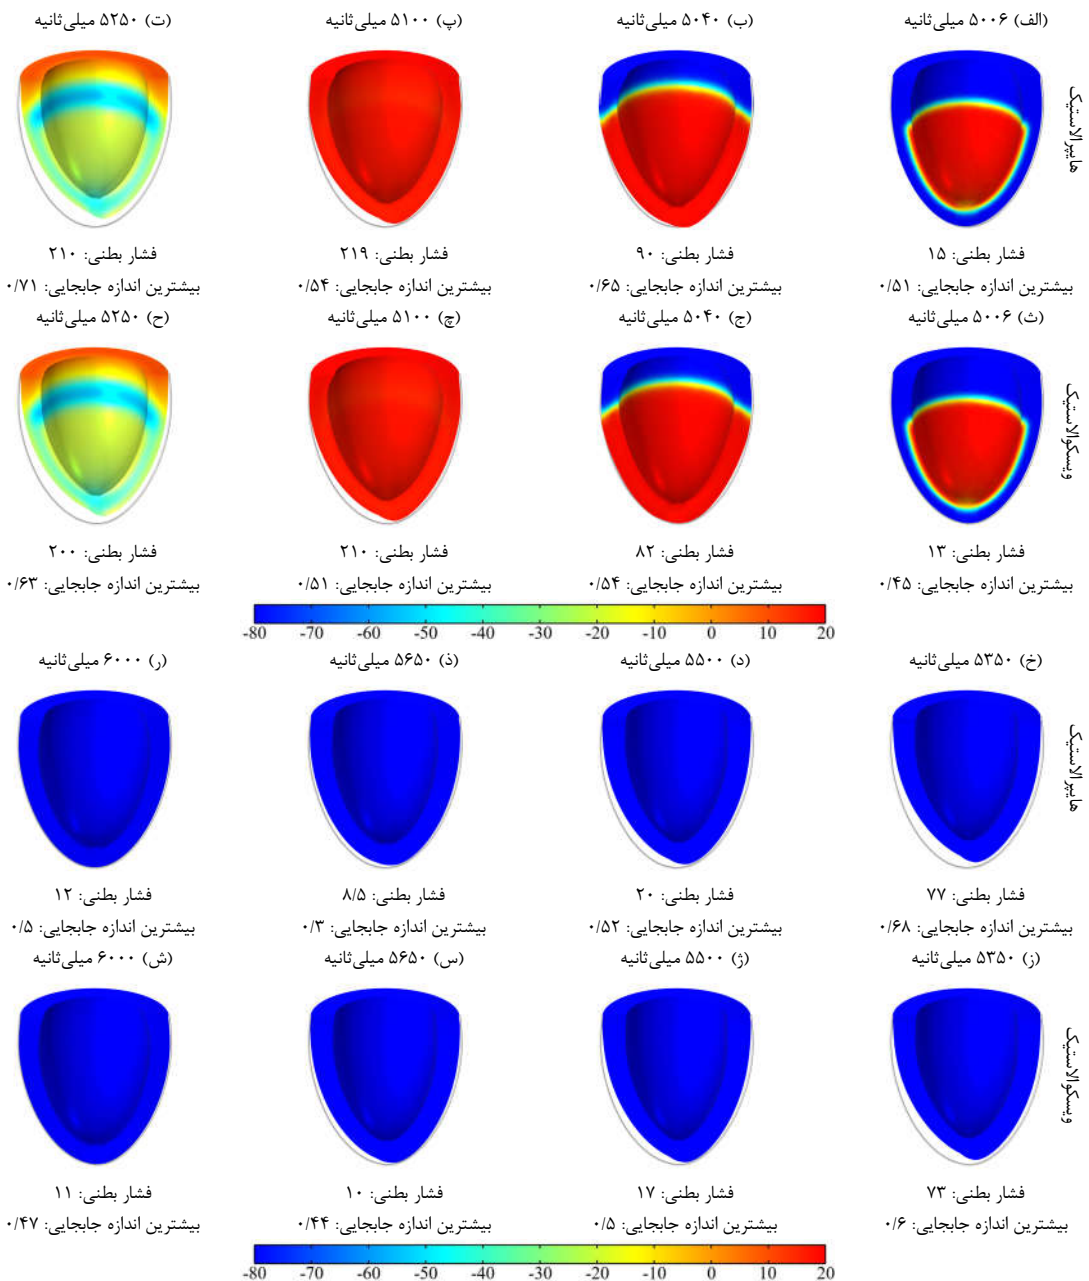 (الف) ۵۰۰۶ میلی‌ثانیه
(ب) ۵۰۴۰ میلی‌ثانیه
(پ) ۵۱۰۰ میلی‌ثانیه
(ت) ۵۲۵۰ میلی‌ثانیه
هایپرالاستیک
فشار بطنی: ۱۵
فشار بطنی: ۹۰
فشار بطنی: ۲۱۹
فشار بطنی: ۲۱۰
بیشترین اندازه جابجایی: ۰/۵۱
بیشترین اندازه جابجایی: ۰/۶۵
بیشترین اندازه جابجایی: ۰/۵۴
بیشترین اندازه جابجایی: ۰/۷۱
(ث) ۵۰۰۶ میلی‌ثانیه
(ج) ۵۰۴۰ میلی‌ثانیه
(چ) ۵۱۰۰ میلی‌ثانیه
(ح) ۵۲۵۰ میلی‌ثانیه
ویسکوالاستیک
فشار بطنی: ۱۳
فشار بطنی: ۸۲
فشار بطنی: ۲۱۰
فشار بطنی: ۲۰۰
بیشترین اندازه جابجایی: ۰/۴۵
بیشترین اندازه جابجایی: ۰/۵۴
بیشترین اندازه جابجایی: ۰/۵۱
بیشترین اندازه جابجایی: ۰/۶۳
-80 -70 -60 -50 -40 -30 -20 -10 0 10 20
(خ) ۵۳۵۰ میلی‌ثانیه
(د) ۵۵۰۰ میلی‌ثانیه
(ذ) ۵۶۵۰ میلی‌ثانیه
(ر) ۶۰۰۰ میلی‌ثانیه
هایپرالاستیک
فشار بطنی: ۷۷
فشار بطنی: ۲۰
فشار بطنی: ۸/۵
فشار بطنی: ۱۲
بیشترین اندازه جابجایی: ۰/۶۸
بیشترین اندازه جابجایی: ۰/۵۲
بیشترین اندازه جابجایی: ۰/۳
بیشترین اندازه جابجایی: ۰/۵
(ز) ۵۳۵۰ میلی‌ثانیه
(ژ) ۵۵۰۰ میلی‌ثانیه
(س) ۵۶۵۰ میلی‌ثانیه
(ش) ۶۰۰۰ میلی‌ثانیه
ویسکوالاستیک
فشار بطنی: ۷۳
فشار بطنی: ۱۷
فشار بطنی: ۱۰
فشار بطنی: ۱۱
بیشترین اندازه جابجایی: ۰/۶
بیشترین اندازه جابجایی: ۰/۵
بیشترین اندازه جابجایی: ۰/۴۴
بیشترین اندازه جابجایی: ۰/۴۷
-80 -70 -60 -50 -40 -30 -20 -10 0 10 20